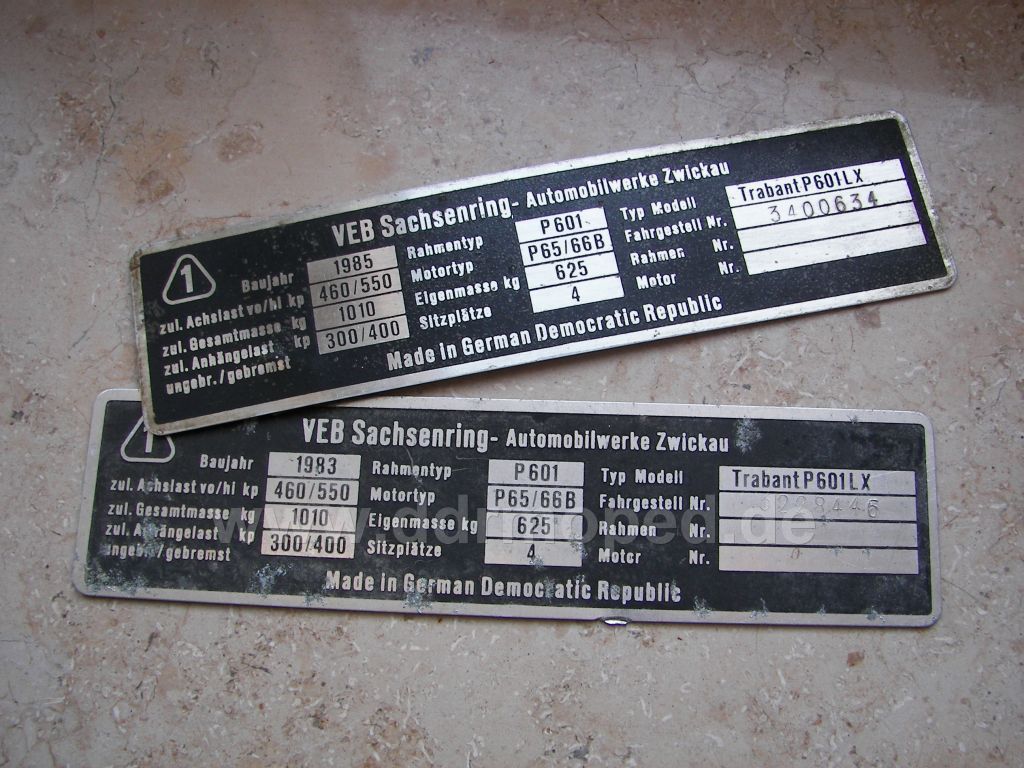 VEB Sachsenring- Automobilwerke Zwickau
1
Baujahr 1985 Rahmentyp P601 Typ Modell Trabant P601 LX
zul. Achslast vo/hi kp 460/550 Motortyp P65/66B Fahrgestell Nr. 3400634
zul. Gesamtmasse kg 1010 Eigenmasse kg 625 Rahmen Nr.
zul. Anhängelast kp 300/400 Sitzplätze 4 Motor Nr.
ungebr./gebremst
Made in German Democratic Republic
VEB Sachsenring- Automobilwerke Zwickau
1
Baujahr 1983 Rahmentyp P601 Typ Modell Trabant P601 LX
zul. Achslast vo/hi kp 460/550 Motortyp P65/66B Fahrgestell Nr.
zul. Gesamtmasse kg 1010 Eigenmasse kg 625 Rahmen Nr.
zul. Anhängelast kp 300/400 Sitzplätze 4 Motor Nr.
ungebr./gebremst
Made in German Democratic Republic
www.ddrmoped.de